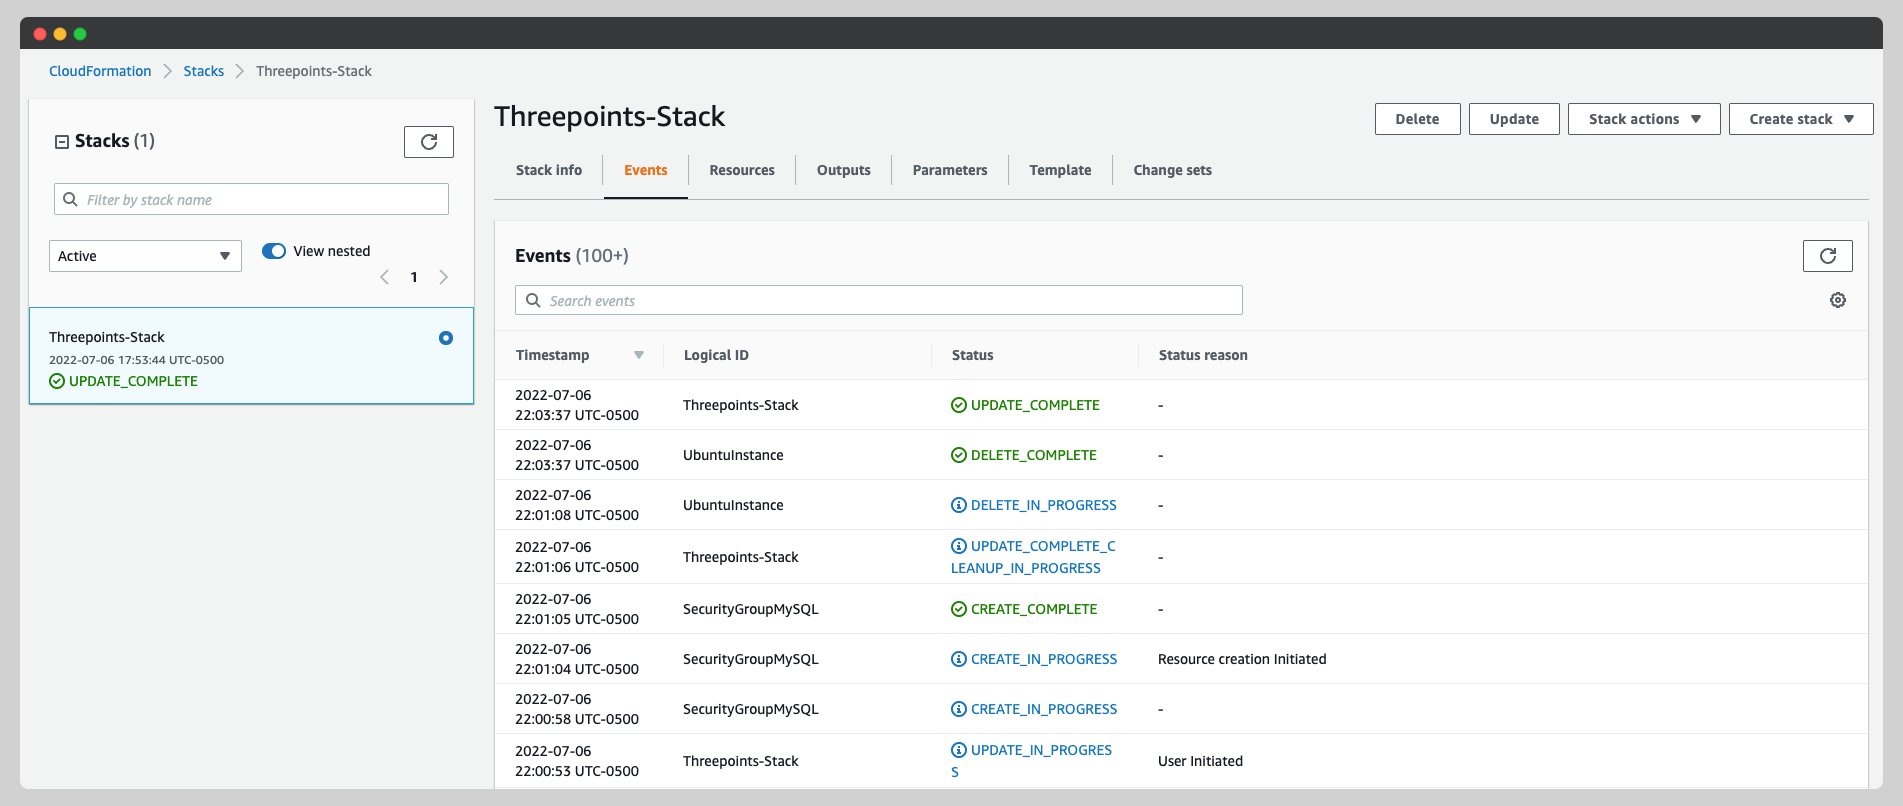 CloudFormation
Stacks
Threepoints-Stack
Stacks (1)
Filter by stack name
Active
View nested
1
Threepoints-Stack
2022-07-06 17:53:44 UTC-0500
UPDATE_COMPLETE
Threepoints-Stack
Delete
Update
Stack actions
Create stack
Stack info
Events
Resources
Outputs
Parameters
Template
Change sets
Events (100+)
Search events
Timestamp
Logical ID
Status
Status reason
2022-07-06
22:03:37 UTC-0500
Threepoints-Stack
UPDATE_COMPLETE
-
2022-07-06
22:03:37 UTC-0500
UbuntuInstance
DELETE_COMPLETE
-
2022-07-06
22:01:08 UTC-0500
UbuntuInstance
DELETE_IN_PROGRESS
-
2022-07-06
22:01:06 UTC-0500
Threepoints-Stack
UPDATE_COMPLETE_C
LEANUP_IN_PROGRESS
-
2022-07-06
22:01:05 UTC-0500
SecurityGroupMySQL
CREATE_COMPLETE
-
2022-07-06
22:01:04 UTC-0500
SecurityGroupMySQL
CREATE_IN_PROGRESS
Resource creation Initiated
2022-07-06
22:00:58 UTC-0500
SecurityGroupMySQL
CREATE_IN_PROGRESS
-
2022-07-06
22:00:53 UTC-0500
Threepoints-Stack
UPDATE_IN_PROGRES
S
User Initiated